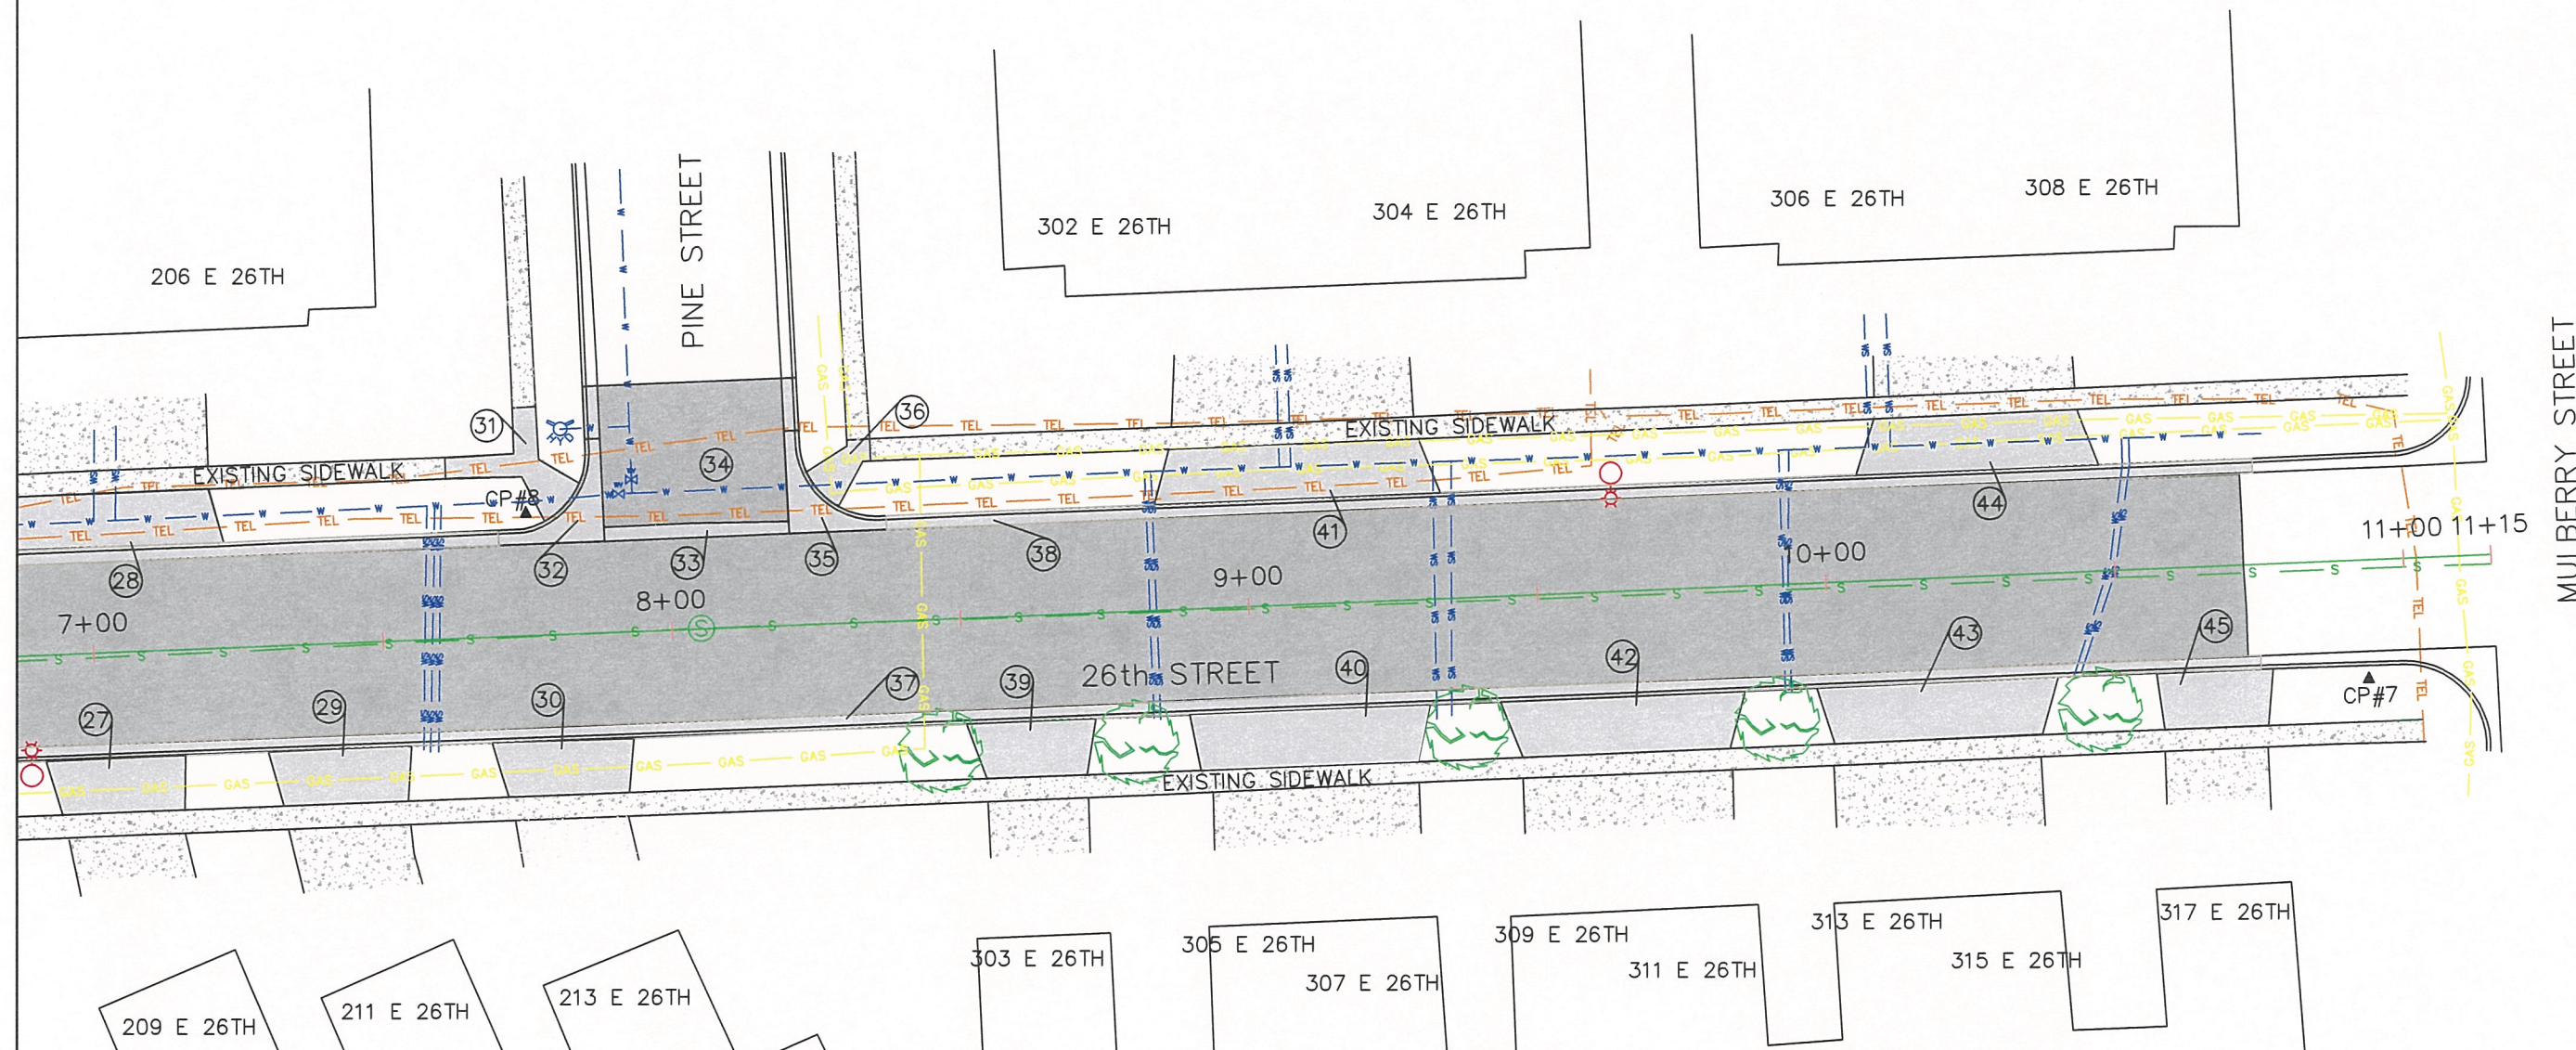 206 E 26TH
PINE STREET
302 E 26TH
304 E 26TH
306 E 26TH
308 E 26TH
MULBERRY STREET
31
36
EXISTING SIDEWALK
EXISTING SIDEWALK
CP#8
34
28
32
33
35
38
41
44
7+00
8+00
9+00
10+00
11+00
11+15
S
26th STREET
27
29
30
37
39
40
42
43
45
CP#7
EXISTING SIDEWALK
TEL
GAS
W
WS
S
209 E 26TH
211 E 26TH
213 E 26TH
303 E 26TH
305 E 26TH
307 E 26TH
309 E 26TH
311 E 26TH
313 E 26TH
315 E 26TH
317 E 26TH